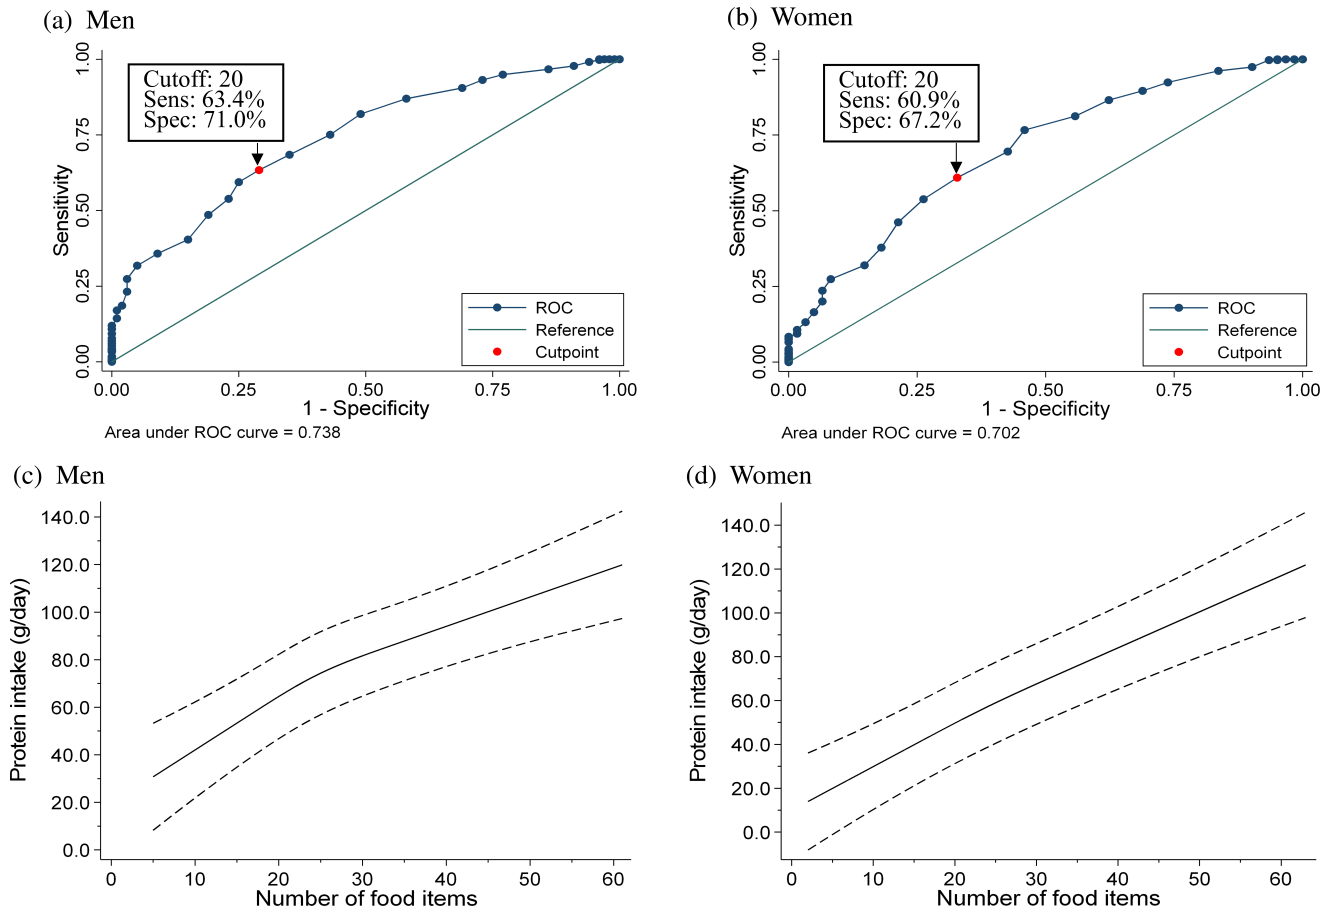 (a) Men
Cutoff: 20
Sens: 63.4%
Spec: 71.0%
Sensitivity
1.00
0.75
0.50
0.25
0.00
ROC
Reference
Cutpoint
0.00 0.25 0.50 0.75 1.00
1 - Specificity
Area under ROC curve = 0.738
(b) Women
Cutoff: 20
Sens: 60.9%
Spec: 67.2%
Sensitivity
1.00
0.75
0.50
0.25
0.00
ROC
Reference
Cutpoint
0.00 0.25 0.50 0.75 1.00
1 - Specificity
Area under ROC curve = 0.702
(c) Men
Protein intake (g/day)
140.0
120.0
100.0
80.0
60.0
40.0
20.0
0.0
0 10 20 30 40 50 60
Number of food items
(d) Women
Protein intake (g/day)
140.0
120.0
100.0
80.0
60.0
40.0
20.0
0.0
0 10 20 30 40 50 60
Number of food items